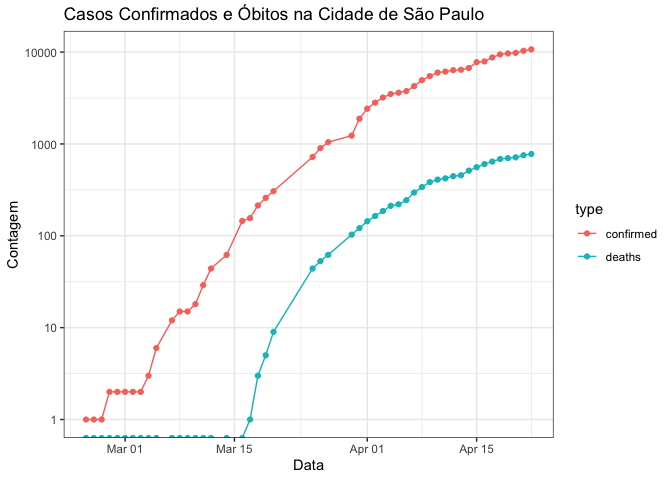 Casos Confirmados e Óbitos na Cidade de São Paulo
10000
1000
100
10
1
Contagem
Mar 01
Mar 15
Apr 01
Apr 15
Data
type
confirmed
deaths